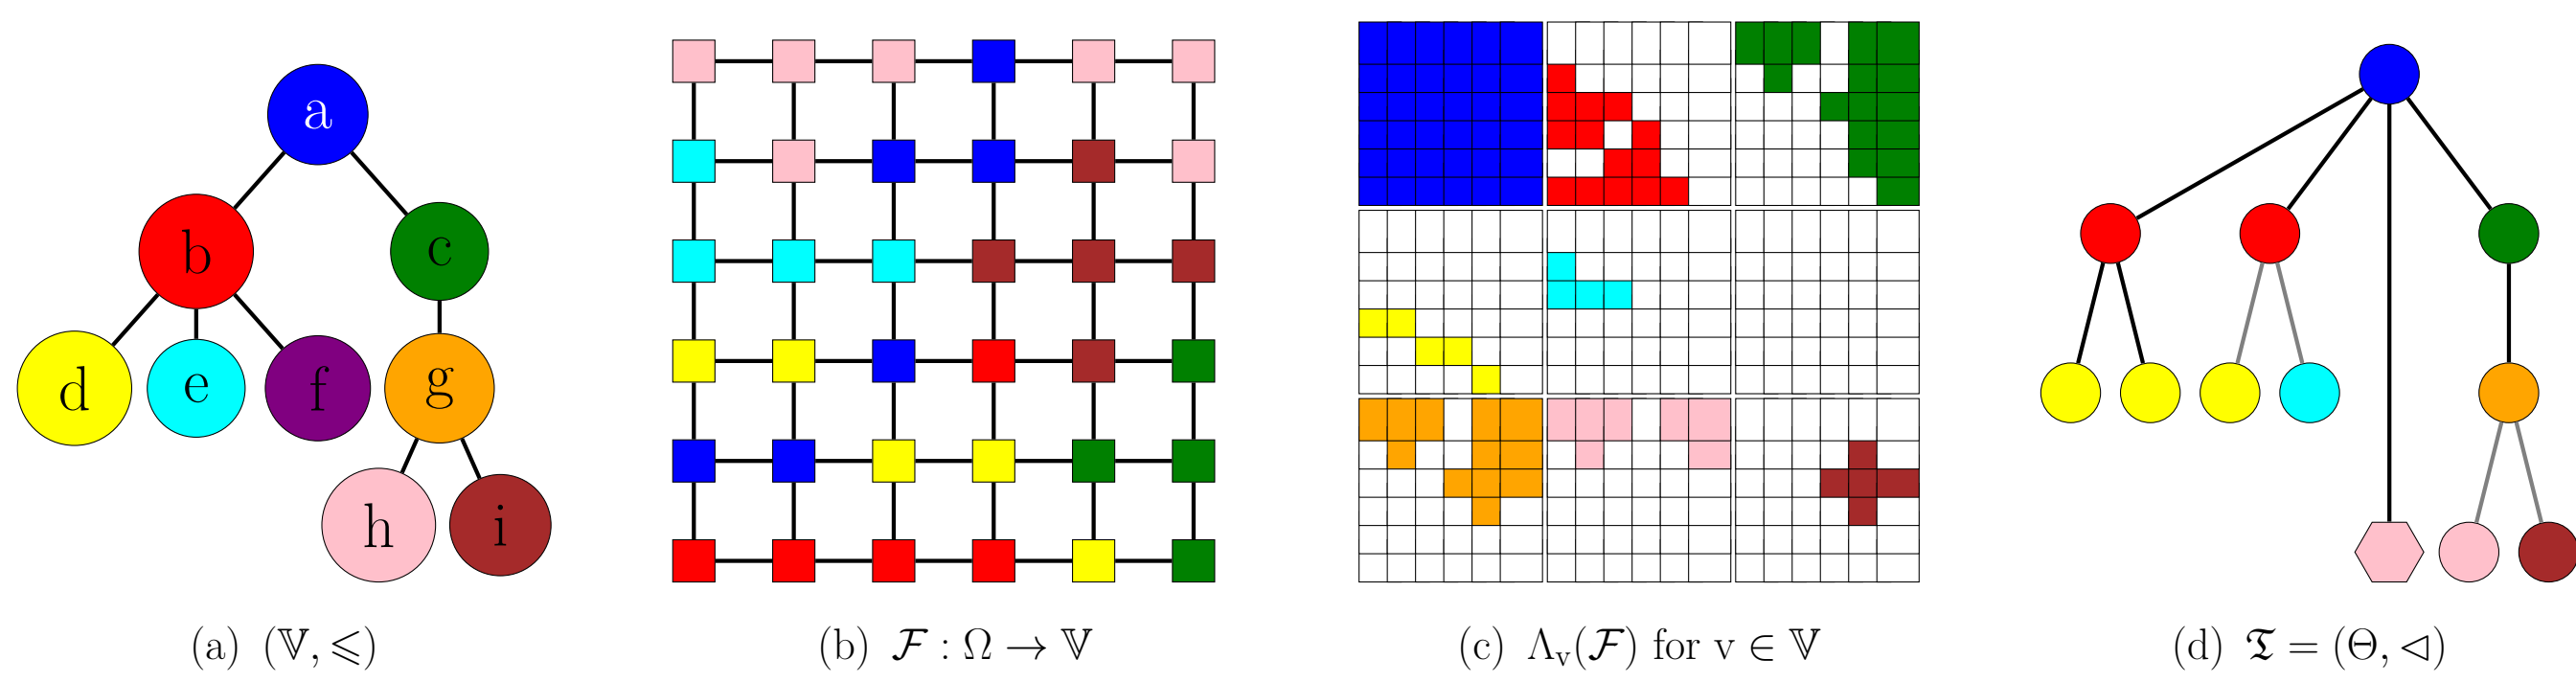 a
b
c
d
e
f
g
h
i
(a) (𝕍, ⩽)
(b) 𝓕 : Ω → 𝕍
(c) Λ_v(𝓕) for v ∈ 𝕍
(d) 𝕿 = (Θ, ◁)